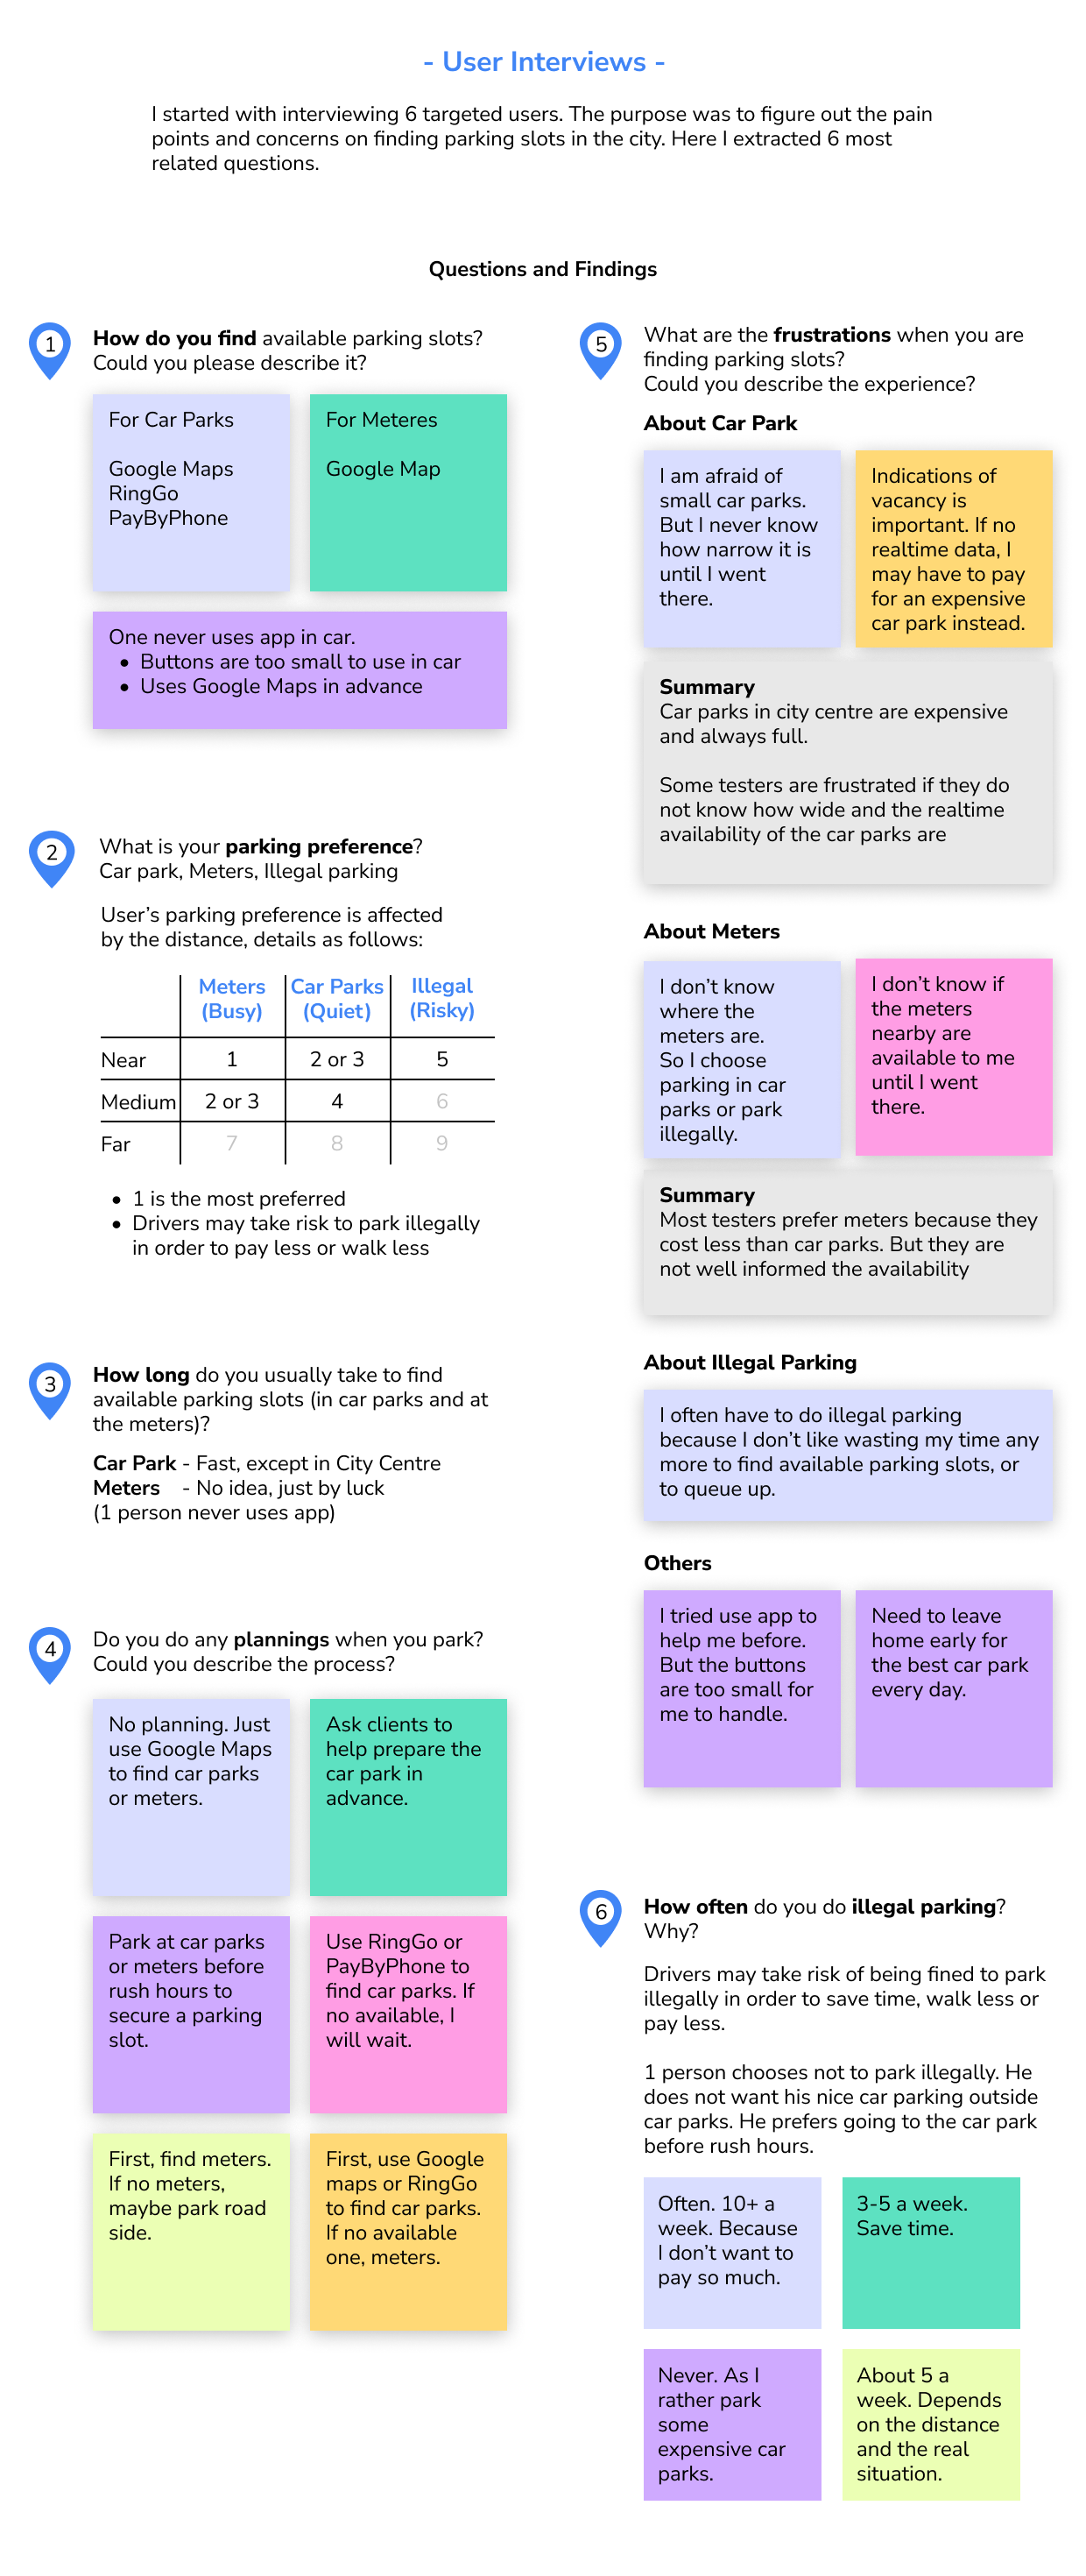 - User Interviews -
I started with interviewing 6 targeted users. The purpose was to figure out the pain
points and concerns on finding parking slots in the city. Here I extracted 6 most
related questions.
Questions and Findings
1
How do you find available parking slots?
Could you please describe it?
For Car Parks
Google Maps
RingGo
PayByPhone
For Meteres
Google Map
One never uses app in car.
• Buttons are too small to use in car
• Uses Google Maps in advance
2
What is your parking preference?
Car park, Meters, Illegal parking
User's parking preference is affected
by the distance, details as follows:
Meters Car Parks Illegal
(Busy) (Quiet) (Risky)
Near 1 2 or 3 5
Medium 2 or 3 4 6
Far 7 8 9
• 1 is the most preferred
• Drivers may take risk to park illegally
in order to pay less or walk less
3
How long do you usually take to find
available parking slots (in car parks and at
the meters)?
Car Park - Fast, except in City Centre
Meters - No idea, just by luck
(1 person never uses app)
4
Do you do any plannings when you park?
Could you describe the process?
No planning. Just
use Google Maps
to find car parks
or meters.
Ask clients to
help prepare the
car park in
advance.
Park at car parks
or meters before
rush hours to
secure a parking
slot.
Use RingGo or
PayByPhone to
find car parks. If
no available, I
will wait.
First, find meters.
If no meters,
maybe park road
side.
First, use Google
maps or RingGo
to find car parks.
If no available
one, meters.
5
What are the frustrations when you are
finding parking slots?
Could you describe the experience?
About Car Park
I am afraid of
small car parks.
But I never know
how narrow it is
until I went
there.
Indications of
vacancy is
important. If no
realtime data, I
may have to pay
for an expensive
car park instead.
Summary
Car parks in city centre are expensive
and always full.
Some testers are frustrated if they do
not know how wide and the realtime
availability of the car parks are
About Meters
I don't know
where the
meters are.
So I choose
parking in car
parks or park
illegally.
I don't know if
the meters
nearby are
available to me
until I went
there.
Summary
Most testers prefer meters because they
cost less than car parks. But they are
not well informed the availability
About Illegal Parking
I often have to do illegal parking
because I don't like wasting my time any
more to find available parking slots, or
to queue up.
Others
I tried use app to
help me before.
But the buttons
are too small for
me to handle.
Need to leave
home early for
the best car park
every day.
6
How often do you do illegal parking?
Why?
Drivers may take risk of being fined to park
illegally in order to save time, walk less or
pay less.
1 person chooses not to park illegally. He
does not want his nice car parking outside
car parks. He prefers going to the car park
before rush hours.
Often. 10+ a
week. Because
I don't want to
pay so much.
3-5 a week.
Save time.
Never. As I
rather park
some
expensive car
parks.
About 5 a
week. Depends
on the distance
and the real
situation.